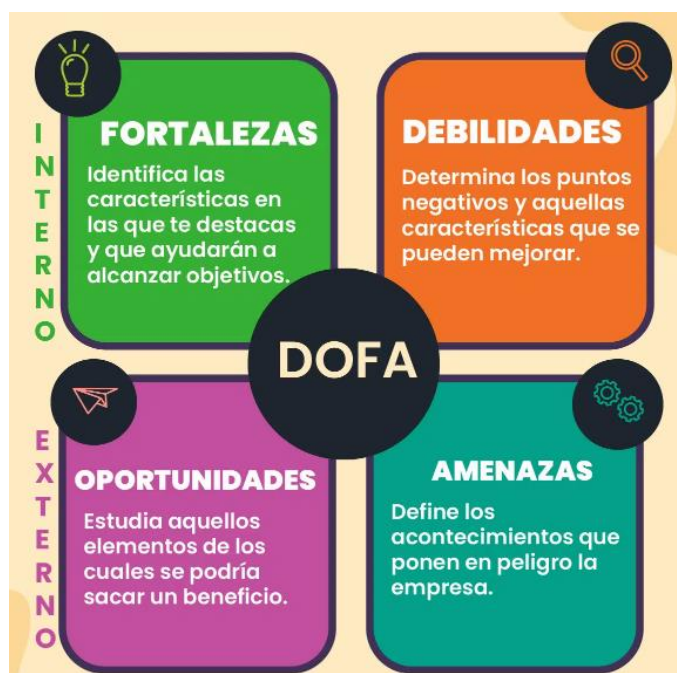 INTERNO
FORTALEZAS
Identifica las
características en
las que te destacas
y que ayudarán a
alcanzar objetivos.
DEBILIDADES
Determina los puntos
negativos y aquellas
características que se
pueden mejorar.
DOFA
EXTERNO
OPORTUNIDADES
Estudia aquellos
elementos de los
cuales se podría
sacar un beneficio.
AMENAZAS
Define los
acontecimientos que
ponen en peligro la
empresa.